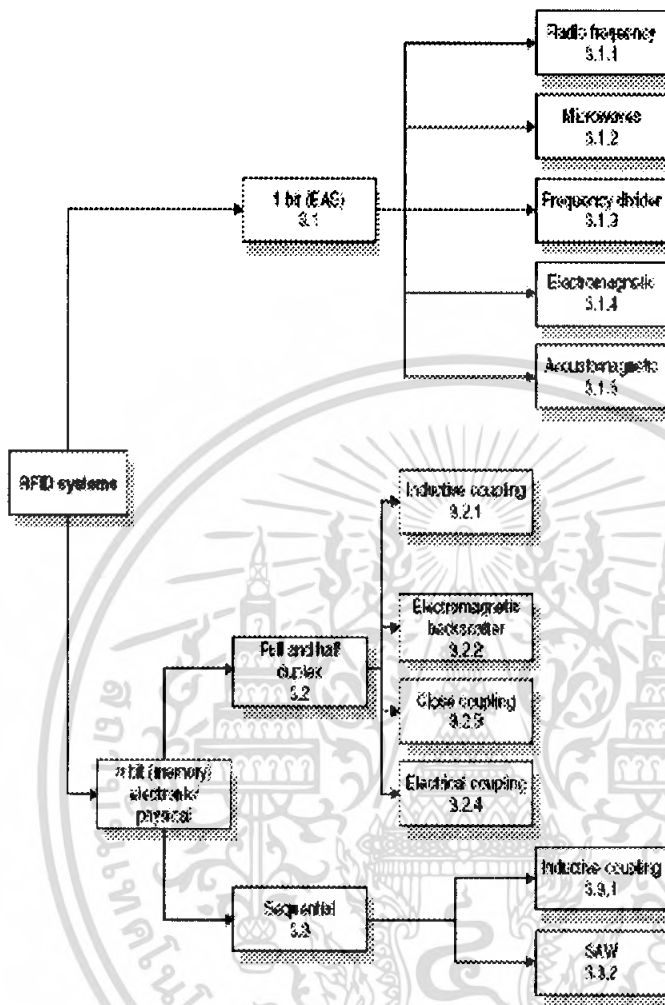 Radio frequency
3.1.1
Microwaves
3.1.2
1 bit (EAS)
3.1
Frequency divider
3.1.3
Electromagnetic
3.1.4
Accustomagnetic
3.1.5
RFID systems
Inductive coupling
3.2.1
Electromagnetic
backscatter
3.2.2
Full and half
duplex
3.2
Close coupling
3.2.3
n bit (memory)
electronic/
physical
Electrical coupling
3.2.4
Inductive coupling
3.3.1
Sequential
3.3
SAW
3.3.2